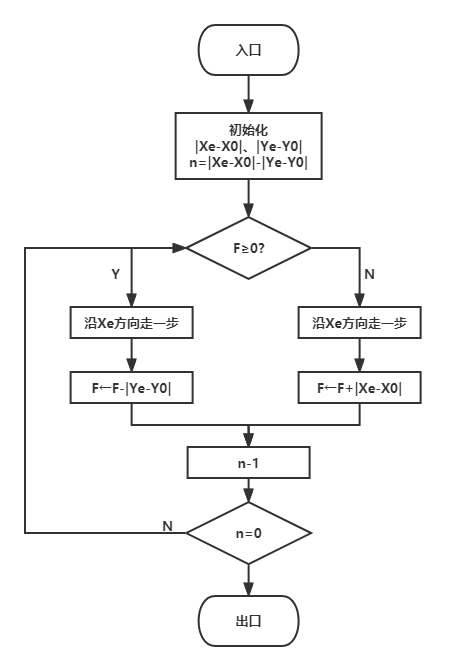 入口
初始化
|Xe-X0|、|Ye-Y0|
n=|Xe-X0|-|Ye-Y0|
F≥0?
Y
N
沿Xe方向走一步
沿Xe方向走一步
F←F-|Ye-Y0|
F←F+|Xe-X0|
n-1
N
n=0
出口